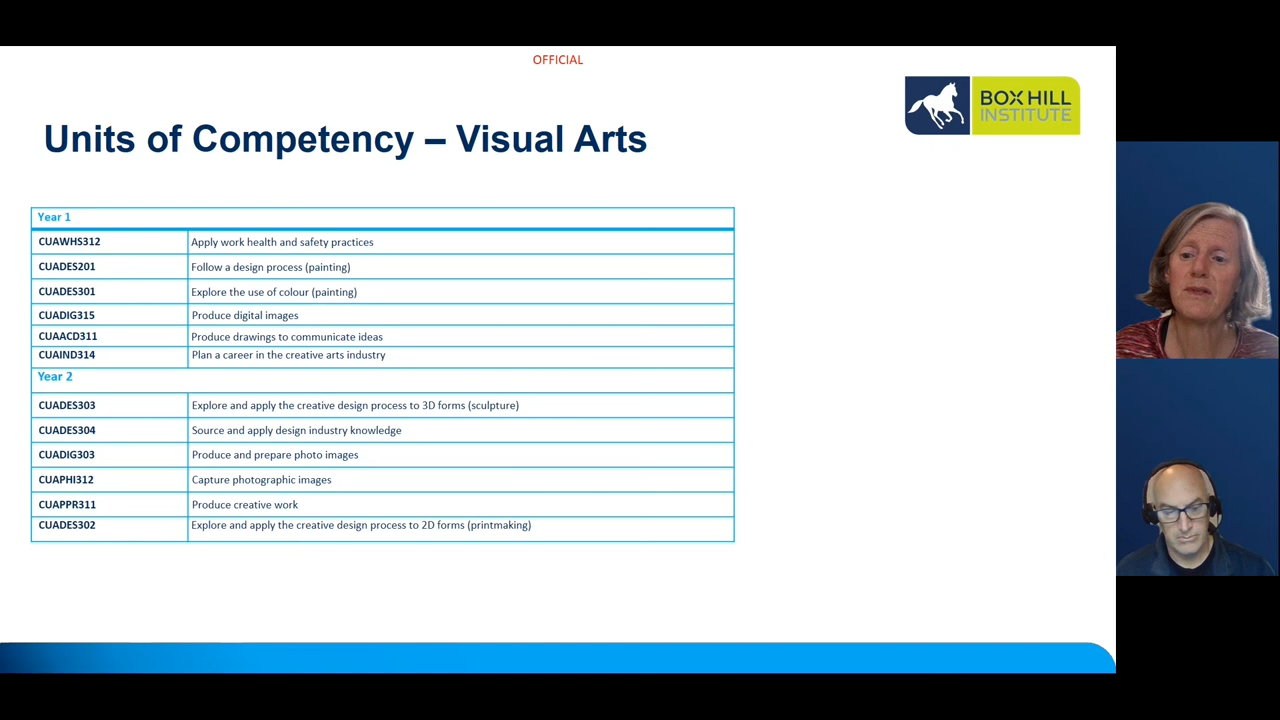 OFFICIAL
BOX HILL
INSTITUTE
Units of Competency – Visual Arts
Year 1
CUAWHS312 Apply work health and safety practices
CUADES201 Follow a design process (painting)
CUADES301 Explore the use of colour (painting)
CUADIG315 Produce digital images
CUAACD311 Produce drawings to communicate ideas
CUAIND314 Plan a career in the creative arts industry
Year 2
CUADES303 Explore and apply the creative design process to 3D forms (sculpture)
CUADES304 Source and apply design industry knowledge
CUADIG303 Produce and prepare photo images
CUAPHI312 Capture photographic images
CUAPPR311 Produce creative work
CUADES302 Explore and apply the creative design process to 2D forms (printmaking)